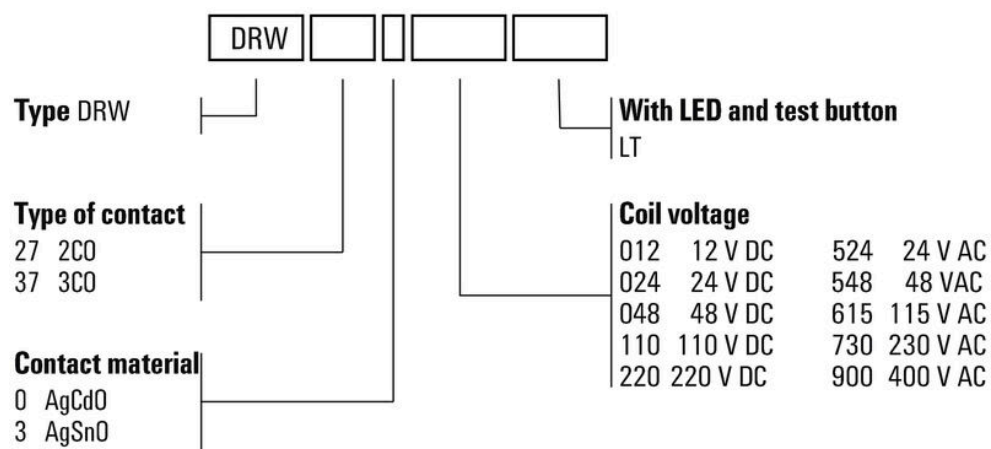 DRW
Type DRW
With LED and test button
LT
Type of contact
27 2CO
37 3CO
Coil voltage
012 12 V DC 524 24 V AC
024 24 V DC 548 48 VAC
048 48 V DC 615 115 V AC
110 110 V DC 730 230 V AC
220 220 V DC 900 400 V AC
Contact material
0 AgCdO
3 AgSnO